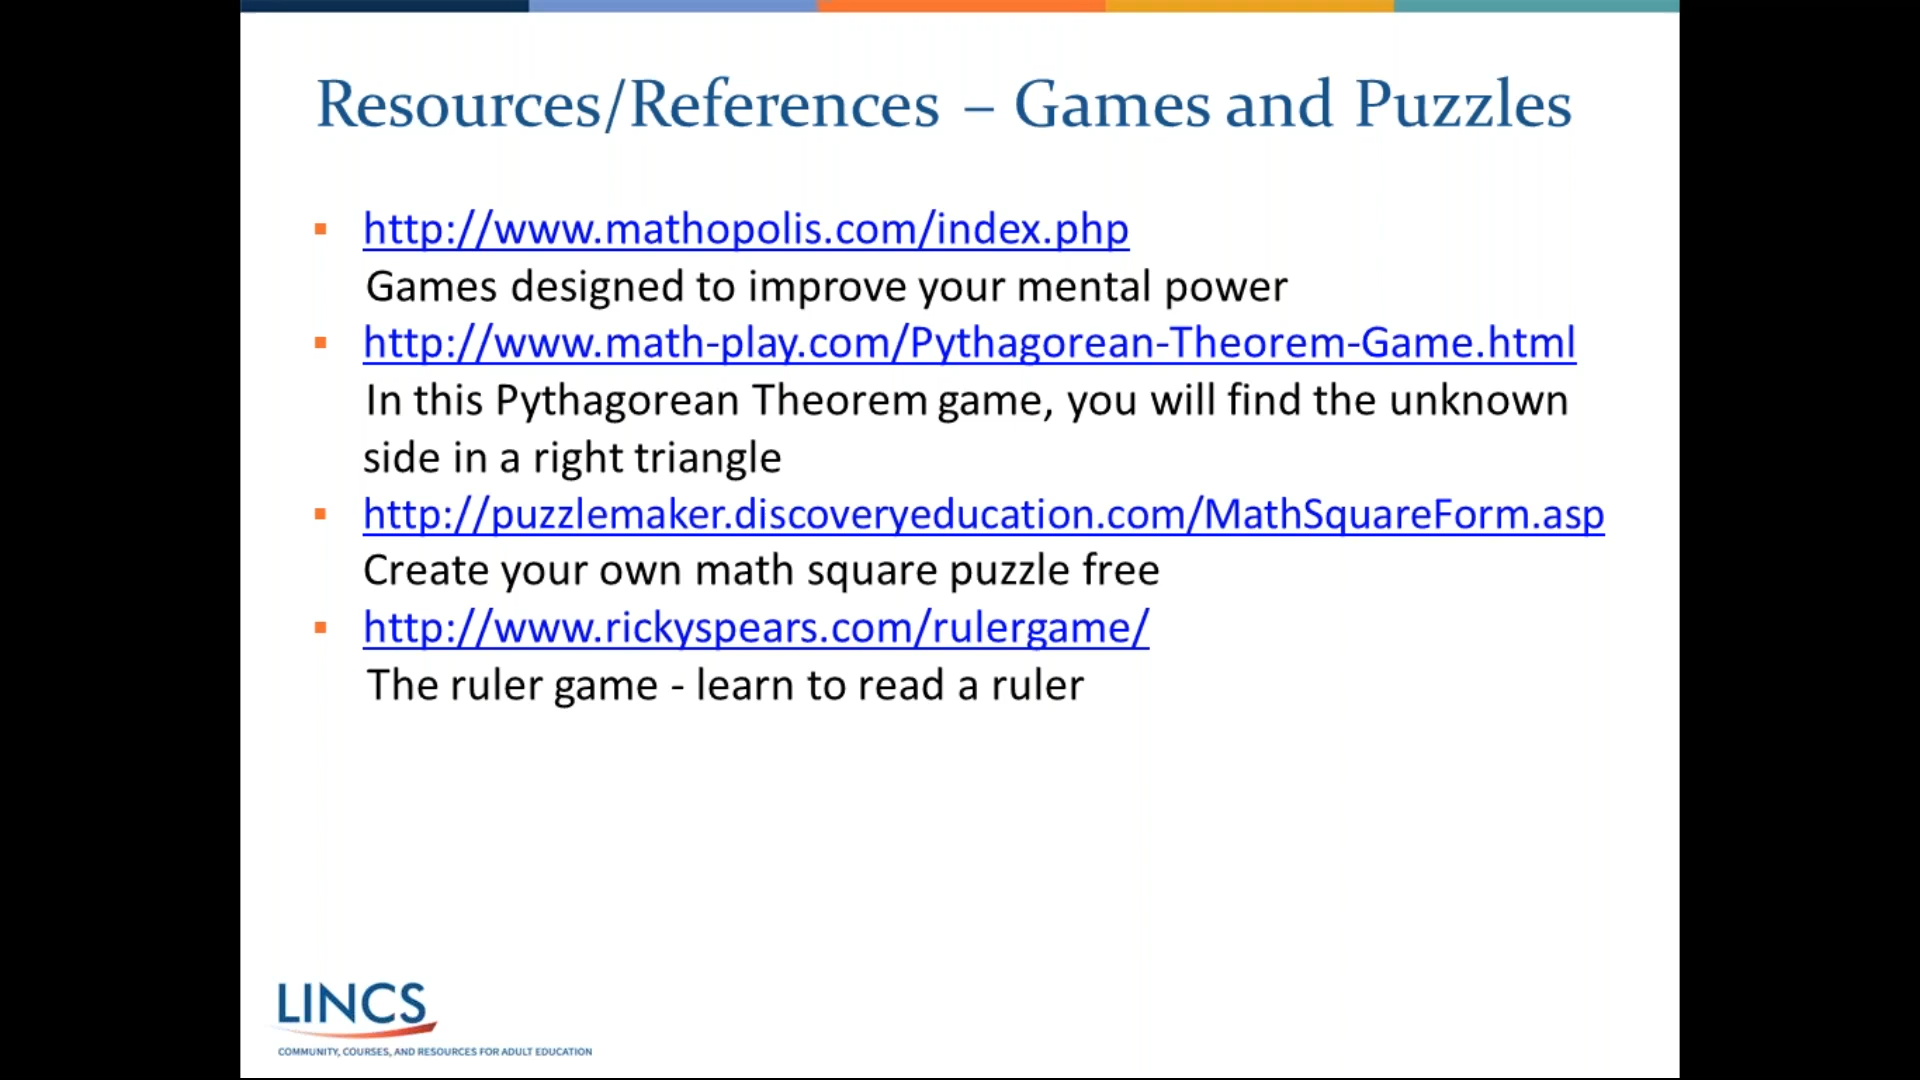 Resources/References – Games and Puzzles
▪ http://www.mathopolis.com/index.php
Games designed to improve your mental power
▪ http://www.math-play.com/Pythagorean-Theorem-Game.html
In this Pythagorean Theorem game, you will find the unknown
side in a right triangle
▪ http://puzzlemaker.discoveryeducation.com/MathSquareForm.asp
Create your own math square puzzle free
▪ http://www.rickyspears.com/rulergame/
The ruler game - learn to read a ruler
LINCS
COMMUNITY, COURSES, AND RESOURCES FOR ADULT EDUCATION